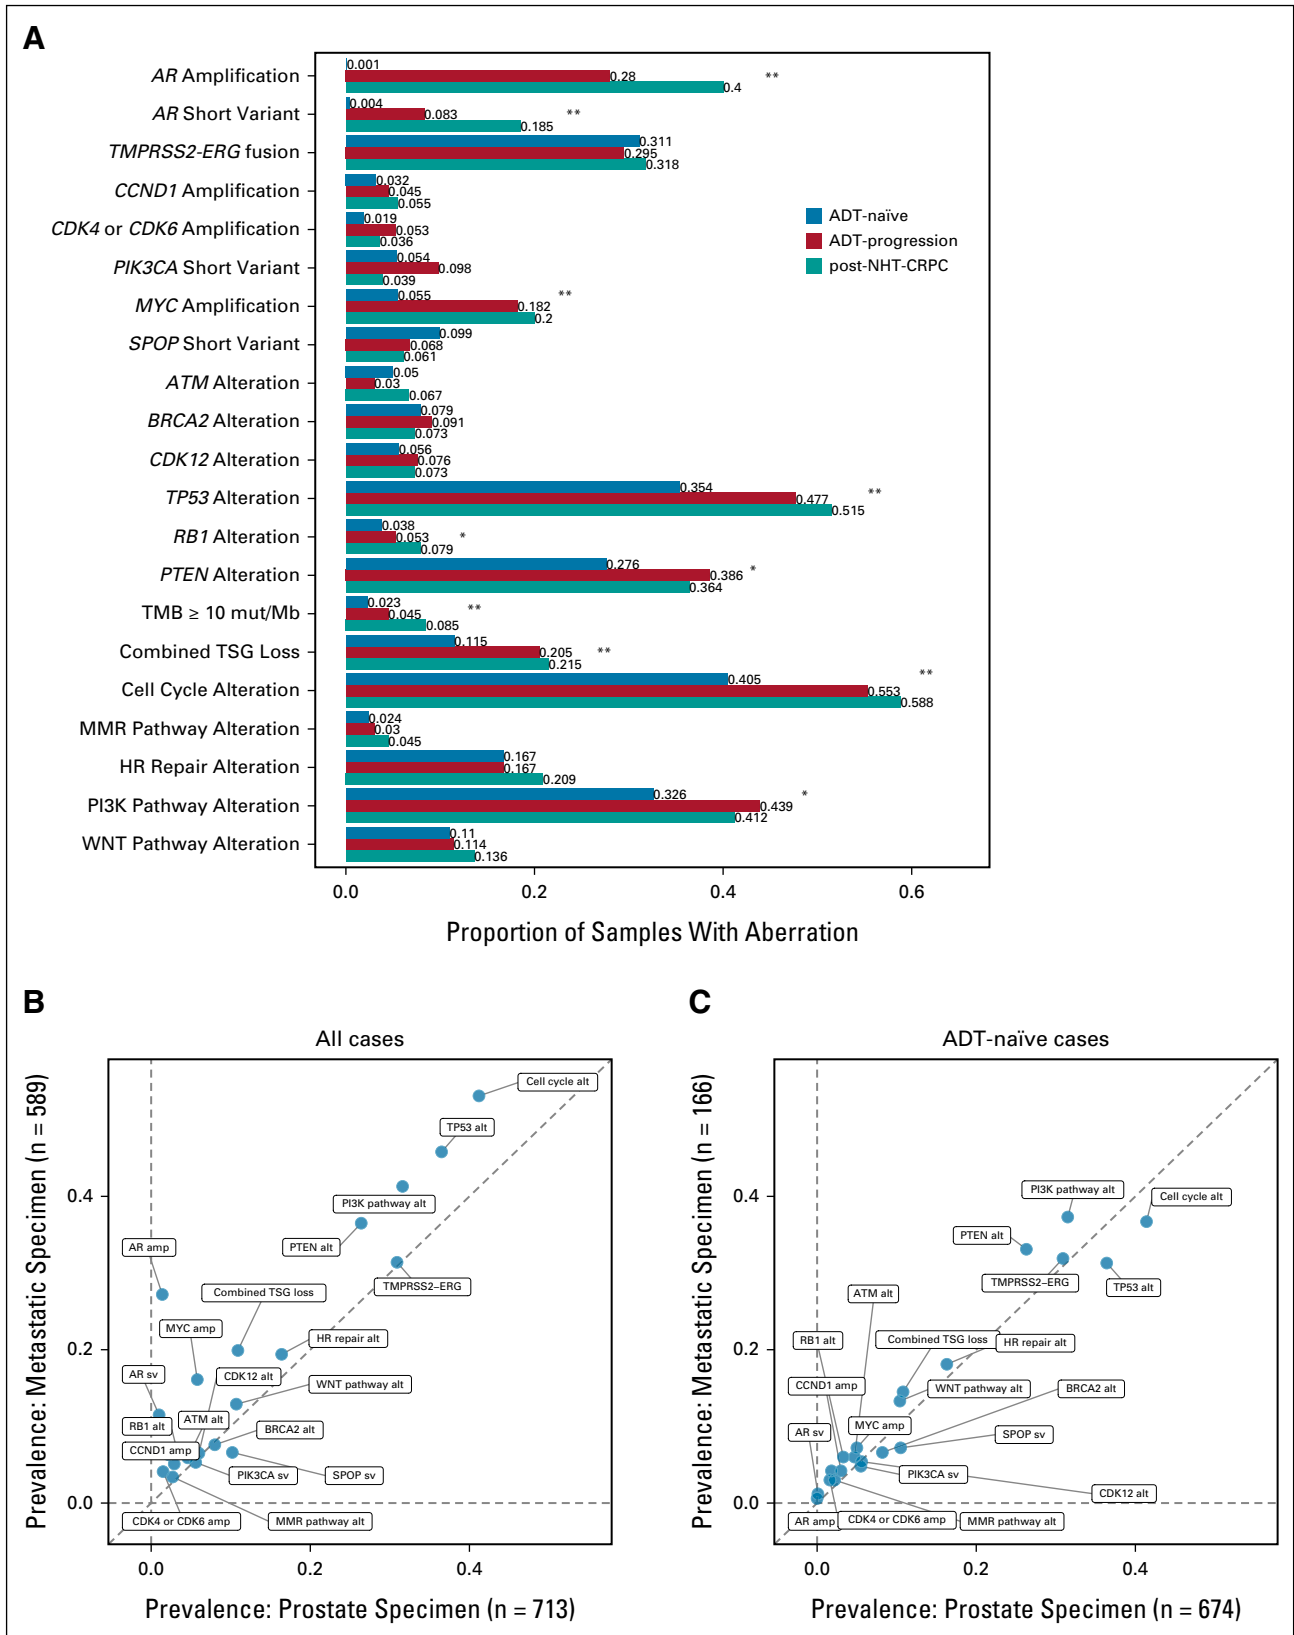 A
AR Amplification
0.001
0.28
0.4
**
AR Short Variant
0.004
0.083
0.185
**
TMPRSS2-ERG fusion
0.311
0.295
0.318
CCND1 Amplification
0.032
0.045
0.055
CDK4 or CDK6 Amplification
0.019
0.053
0.036
PIK3CA Short Variant
0.054
0.098
0.039
MYC Amplification
0.055
0.182
0.2
**
SPOP Short Variant
0.099
0.068
0.061
ATM Alteration
0.05
0.03
0.067
BRCA2 Alteration
0.079
0.091
0.073
CDK12 Alteration
0.056
0.076
0.073
TP53 Alteration
0.354
0.477
0.515
**
RB1 Alteration
0.038
0.053
0.079
*
PTEN Alteration
0.276
0.386
0.364
*
TMB ≥ 10 mut/Mb
0.023
0.045
0.085
**
Combined TSG Loss
0.115
0.205
0.215
**
Cell Cycle Alteration
0.405
0.553
0.588
**
MMR Pathway Alteration
0.024
0.03
0.045
HR Repair Alteration
0.167
0.167
0.209
PI3K Pathway Alteration
0.326
0.439
0.412
*
WNT Pathway Alteration
0.11
0.114
0.136
ADT-naïve
ADT-progression
post-NHT-CRPC
0.0
0.2
0.4
0.6
Proportion of Samples With Aberration
B
All cases
Prevalence: Metastatic Specimen (n = 589)
0.4
0.2
0.0
Cell cycle alt
TP53 alt
PI3K pathway alt
PTEN alt
AR amp
TMPRSS2–ERG
Combined TSG loss
MYC amp
HR repair alt
AR sv
CDK12 alt
WNT pathway alt
RB1 alt
ATM alt
BRCA2 alt
CCND1 amp
PIK3CA sv
SPOP sv
CDK4 or CDK6 amp
MMR pathway alt
0.0
0.2
0.4
Prevalence: Prostate Specimen (n = 713)
C
ADT-naïve cases
Prevalence: Metastatic Specimen (n = 166)
0.4
0.2
0.0
PI3K pathway alt
Cell cycle alt
PTEN alt
TMPRSS2–ERG
TP53 alt
ATM alt
RB1 alt
Combined TSG loss
HR repair alt
CCND1 amp
WNT pathway alt
BRCA2 alt
AR sv
MYC amp
SPOP sv
PIK3CA sv
CDK12 alt
AR amp
CDK4 or CDK6 amp
MMR pathway alt
0.0
0.2
0.4
Prevalence: Prostate Specimen (n = 674)